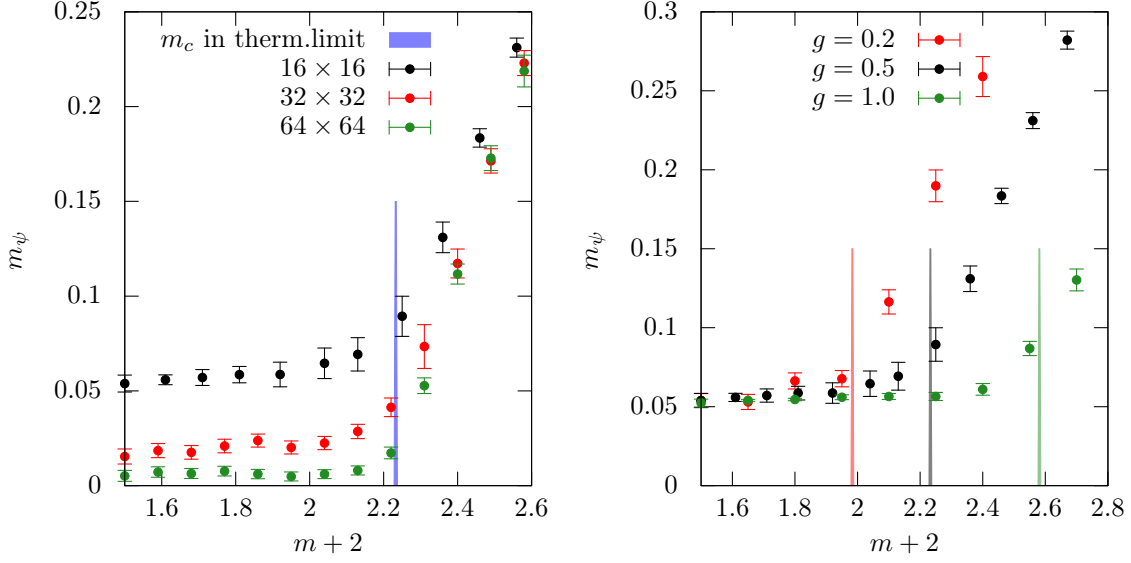 0
0.05
0.1
0.15
0.2
0.25
1.6
1.8
2
2.2
2.4
2.6
m_ψ
m + 2
m_c in therm.limit
16 × 16
32 × 32
64 × 64
0
0.05
0.1
0.15
0.2
0.25
0.3
1.6
1.8
2
2.2
2.4
2.6
2.8
m_ψ
m + 2
g = 0.2
g = 0.5
g = 1.0